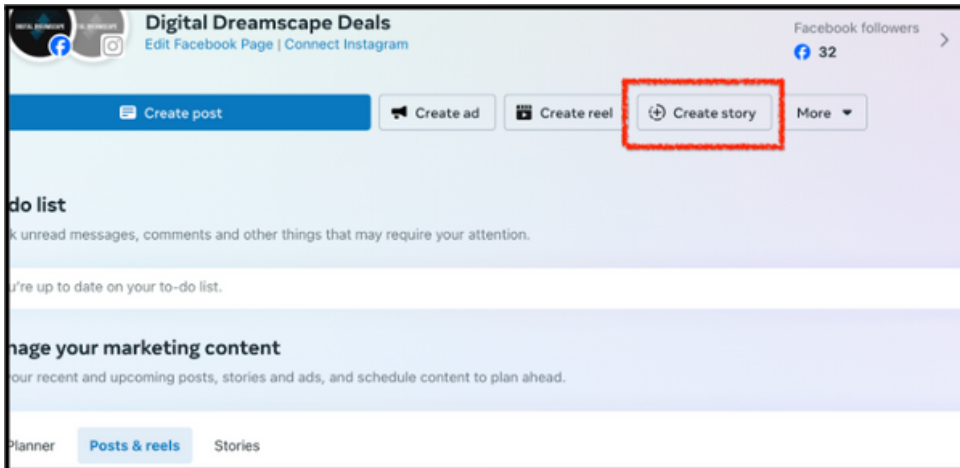 Digital Dreamscape Deals
Edit Facebook Page | Connect Instagram
Facebook followers
32
Create post
Create ad
Create reel
Create story
More
do list
k unread messages, comments and other things that may require your attention.
u're up to date on your to-do list.
nage your marketing content
our recent and upcoming posts, stories and ads, and schedule content to plan ahead.
Planner
Posts & reels
Stories